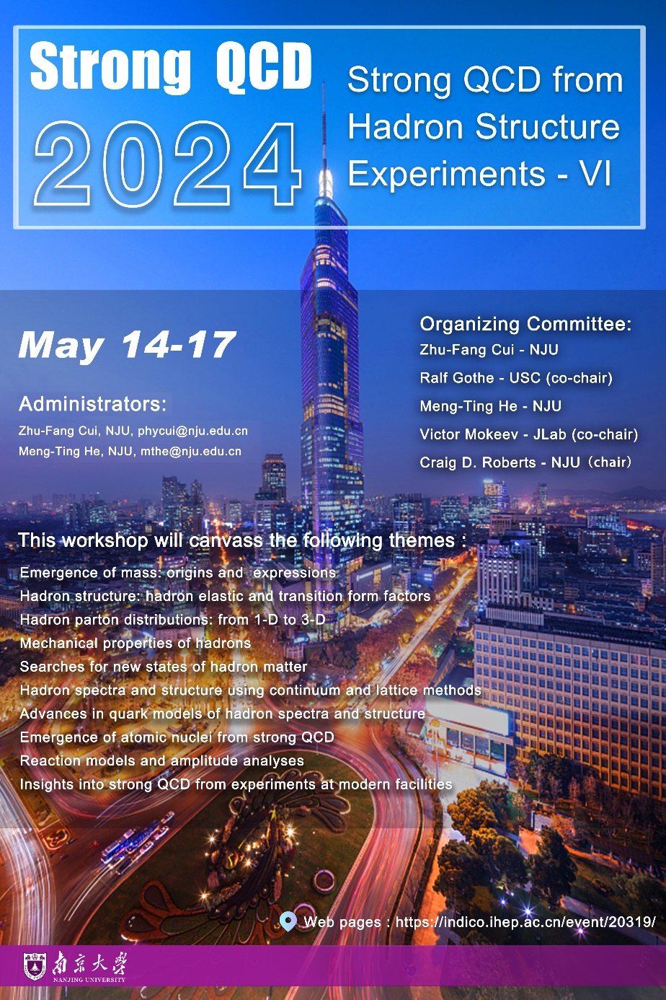 Strong QCD
2024
Strong QCD from
Hadron Structure
Experiments - VI
May 14-17
Administrators:
Zhu-Fang Cui, NJU, phycui@nju.edu.cn
Meng-Ting He, NJU, mthe@nju.edu.cn
Organizing Committee:
Zhu-Fang Cui - NJU
Ralf Gothe - USC (co-chair)
Meng-Ting He - NJU
Victor Mokeev - JLab (co-chair)
Craig D. Roberts - NJU（chair）
This workshop will canvass the following themes :
Emergence of mass: origins and expressions
Hadron structure: hadron elastic and transition form factors
Hadron parton distributions: from 1-D to 3-D
Mechanical properties of hadrons
Searches for new states of hadron matter
Hadron spectra and structure using continuum and lattice methods
Advances in quark models of hadron spectra and structure
Emergence of atomic nuclei from strong QCD
Reaction models and amplitude analyses
Insights into strong QCD from experiments at modern facilities
Web pages : https://indico.ihep.ac.cn/event/20319/
南京大学
NANJING UNIVERSITY